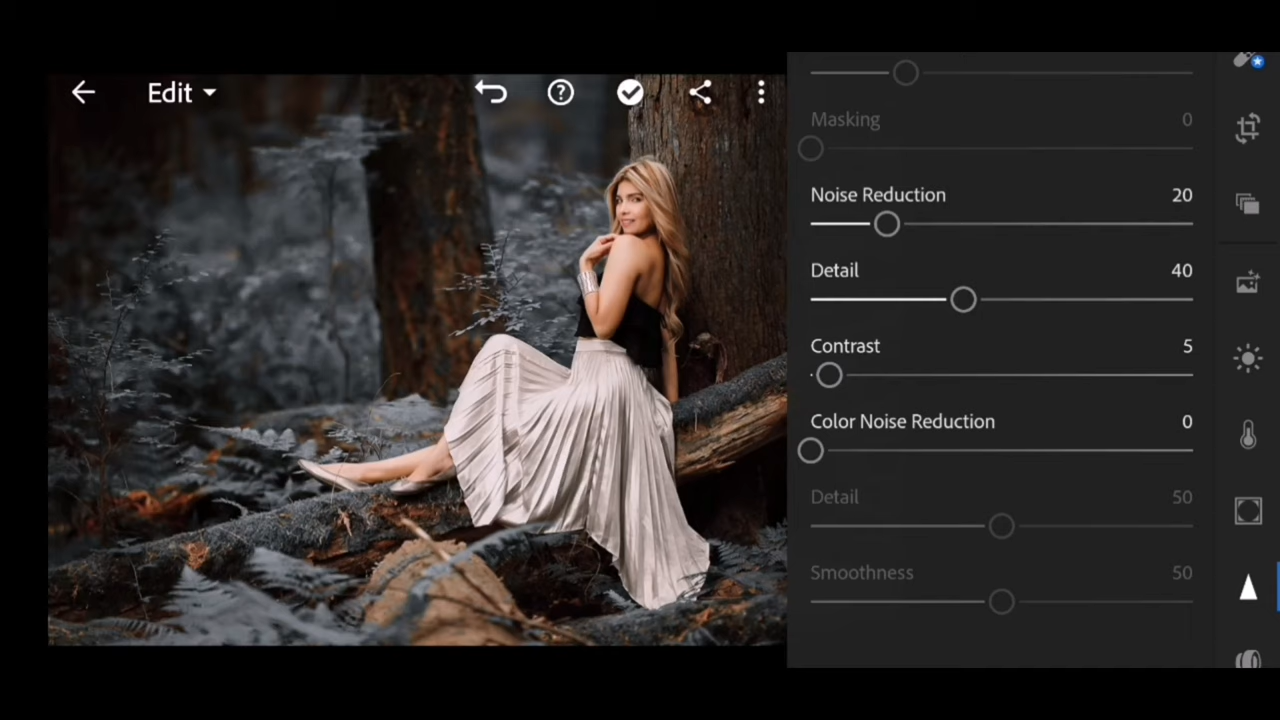 Edit
Masking 0
Noise Reduction 20
Detail 40
Contrast 5
Color Noise Reduction 0
Detail 50
Smoothness 50